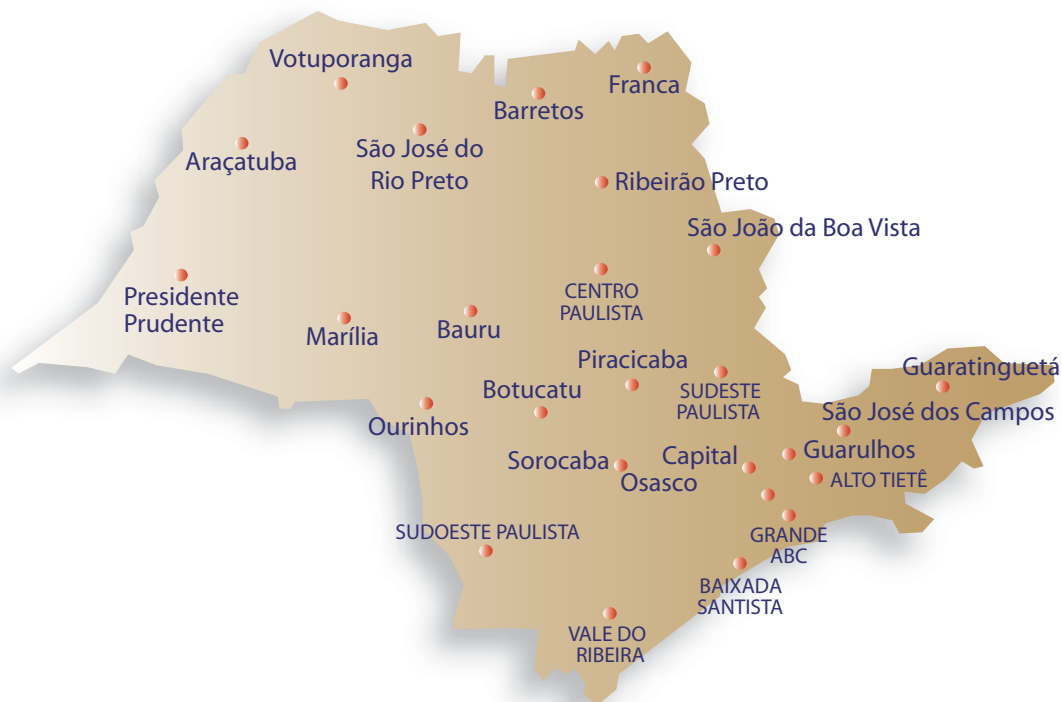 Votuporanga
Franca
Barretos
Araçatuba
São José do
Rio Preto
Ribeirão Preto
São João da Boa Vista
Presidente
Prudente
CENTRO
PAULISTA
Marília
Bauru
Piracicaba
Guaratinguetá
Botucatu
SUDESTE
PAULISTA
Ourinhos
São José dos Campos
Sorocaba
Capital
Guarulhos
Osasco
ALTO TIETÊ
SUDOESTE PAULISTA
GRANDE
ABC
BAIXADA
SANTISTA
VALE DO
RIBEIRA